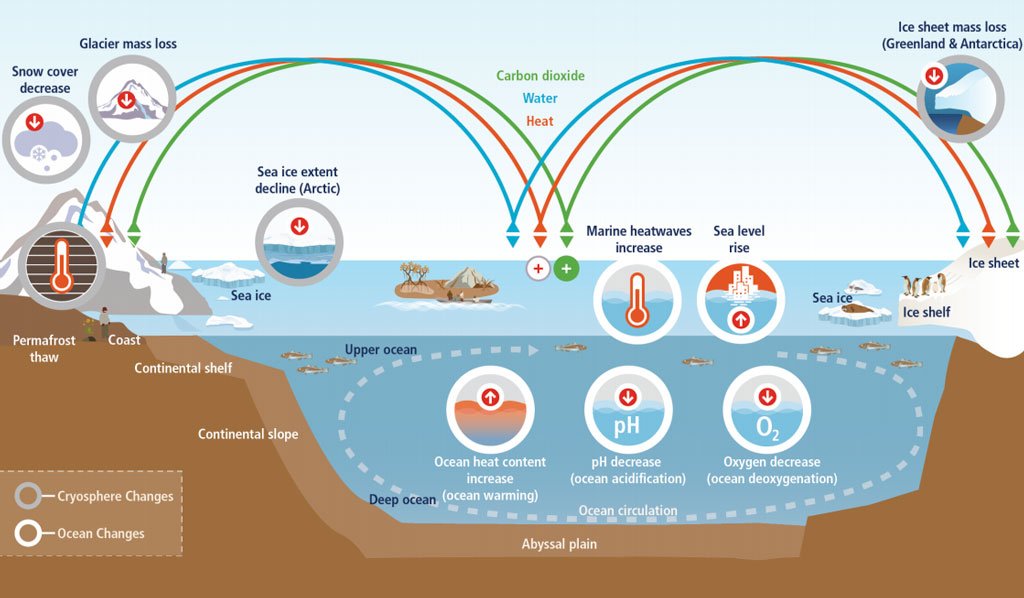 Glacier mass loss
Snow cover
decrease
Ice sheet mass loss
(Greenland & Antarctica)
Carbon dioxide
Water
Heat
Sea ice extent
decline (Arctic)
Marine heatwaves
increase
Sea level
rise
Ice sheet
Sea ice
Sea ice
Ice shelf
Permafrost
thaw
Coast
Continental shelf
Upper ocean
pH
O₂
Continental slope
Ocean heat content
increase
(ocean warming)
pH decrease
(ocean acidification)
Oxygen decrease
(ocean deoxygenation)
Deep ocean
Ocean circulation
Abyssal plain
Cryosphere Changes
Ocean Changes